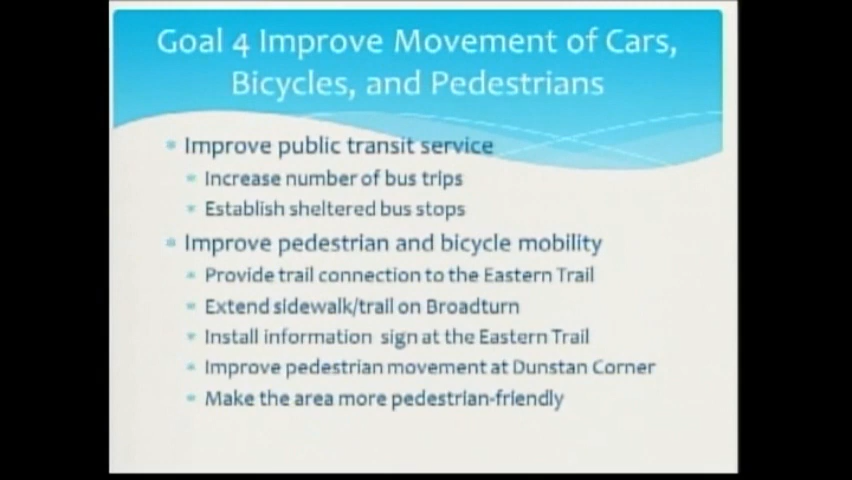 Goal 4 Improve Movement of Cars,
Bicycles, and Pedestrians
Improve public transit service
Increase number of bus trips
Establish sheltered bus stops
Improve pedestrian and bicycle mobility
Provide trail connection to the Eastern Trail
Extend sidewalk/trail on Broadturn
Install information sign at the Eastern Trail
Improve pedestrian movement at Dunstan Corner
Make the area more pedestrian-friendly